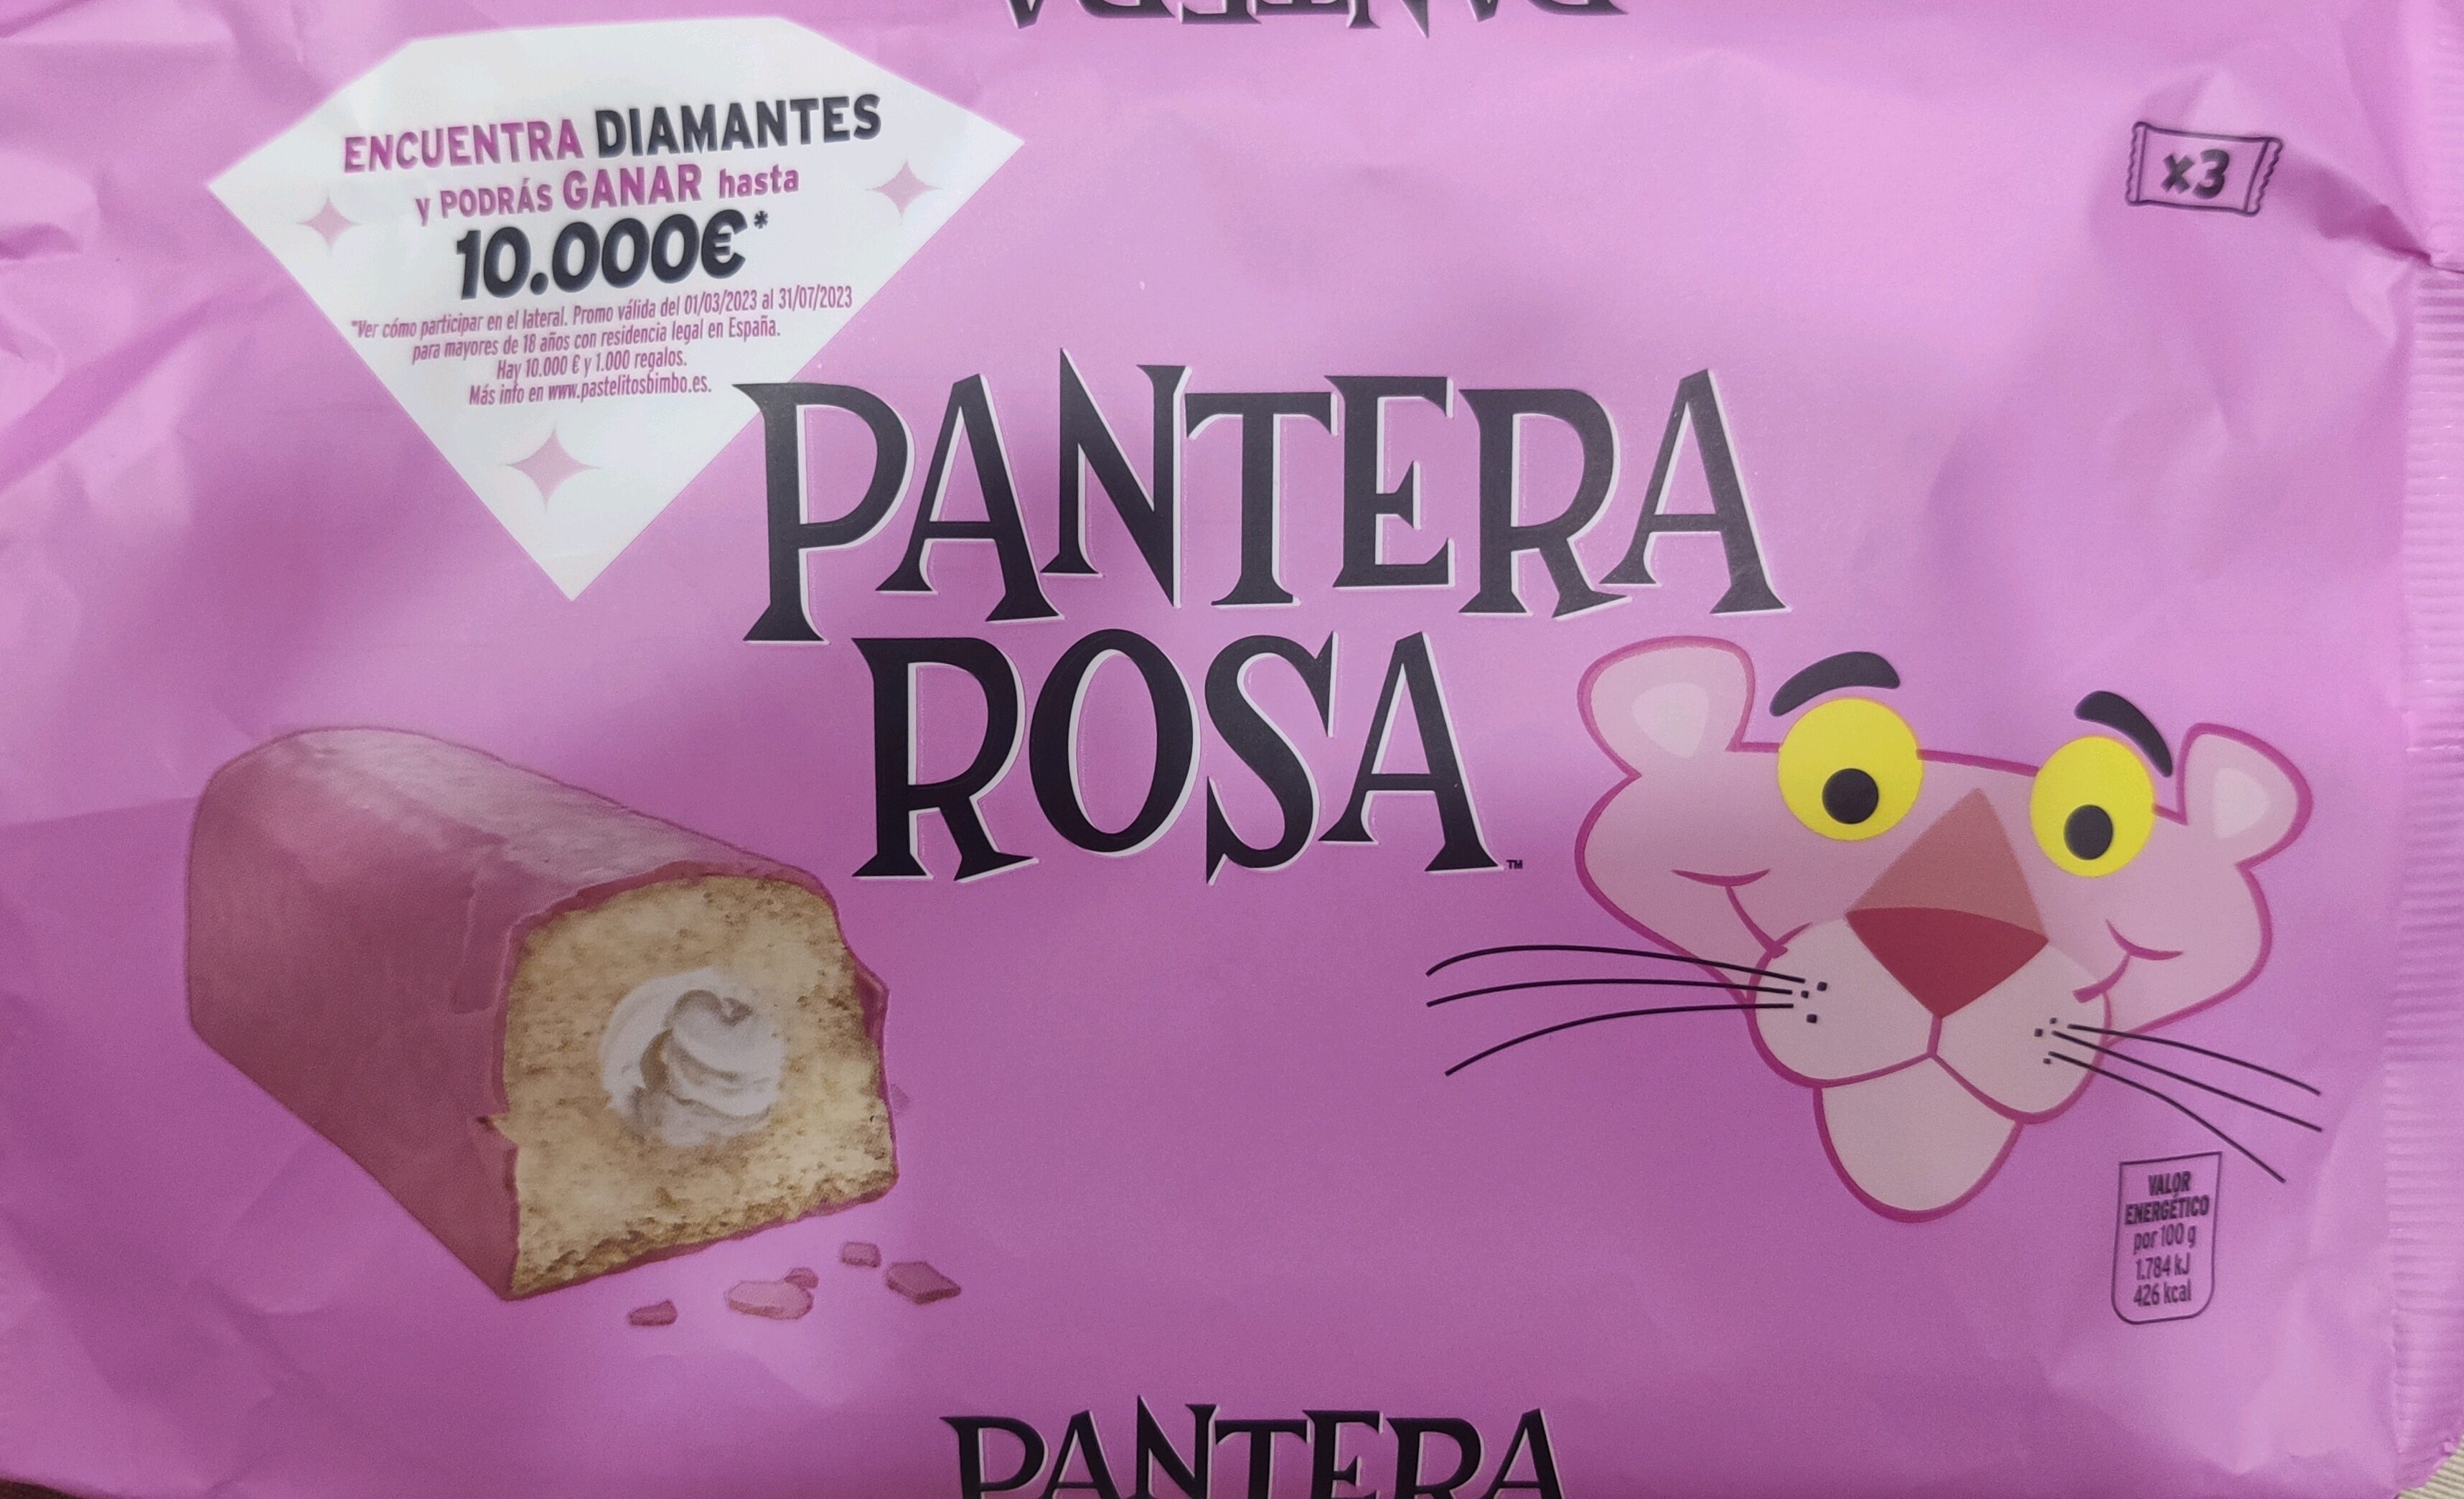 PANTERA
ENCUENTRA DIAMANTES
y PODRÁS GANAR hasta
10.000€*
*Ver cómo participar en el lateral. Promo válida del 01/03/2023 al 31/07/2023
para mayores de 18 años con residencia legal en España.
Hay 10.000 € y 1.000 regalos.
Más info en www.pastelitosbimbo.es.
x3
PANTERA
ROSA
TM
VALOR
ENERGÉTICO
por 100 g
1.784 kJ
426 kcal
PANTERA